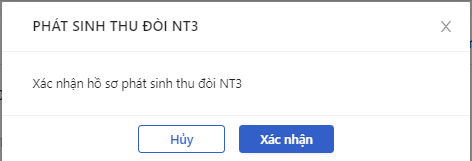 PHÁT SINH THU ĐÒI NT3
Xác nhận hồ sơ phát sinh thu đòi NT3
Hủy
Xác nhận